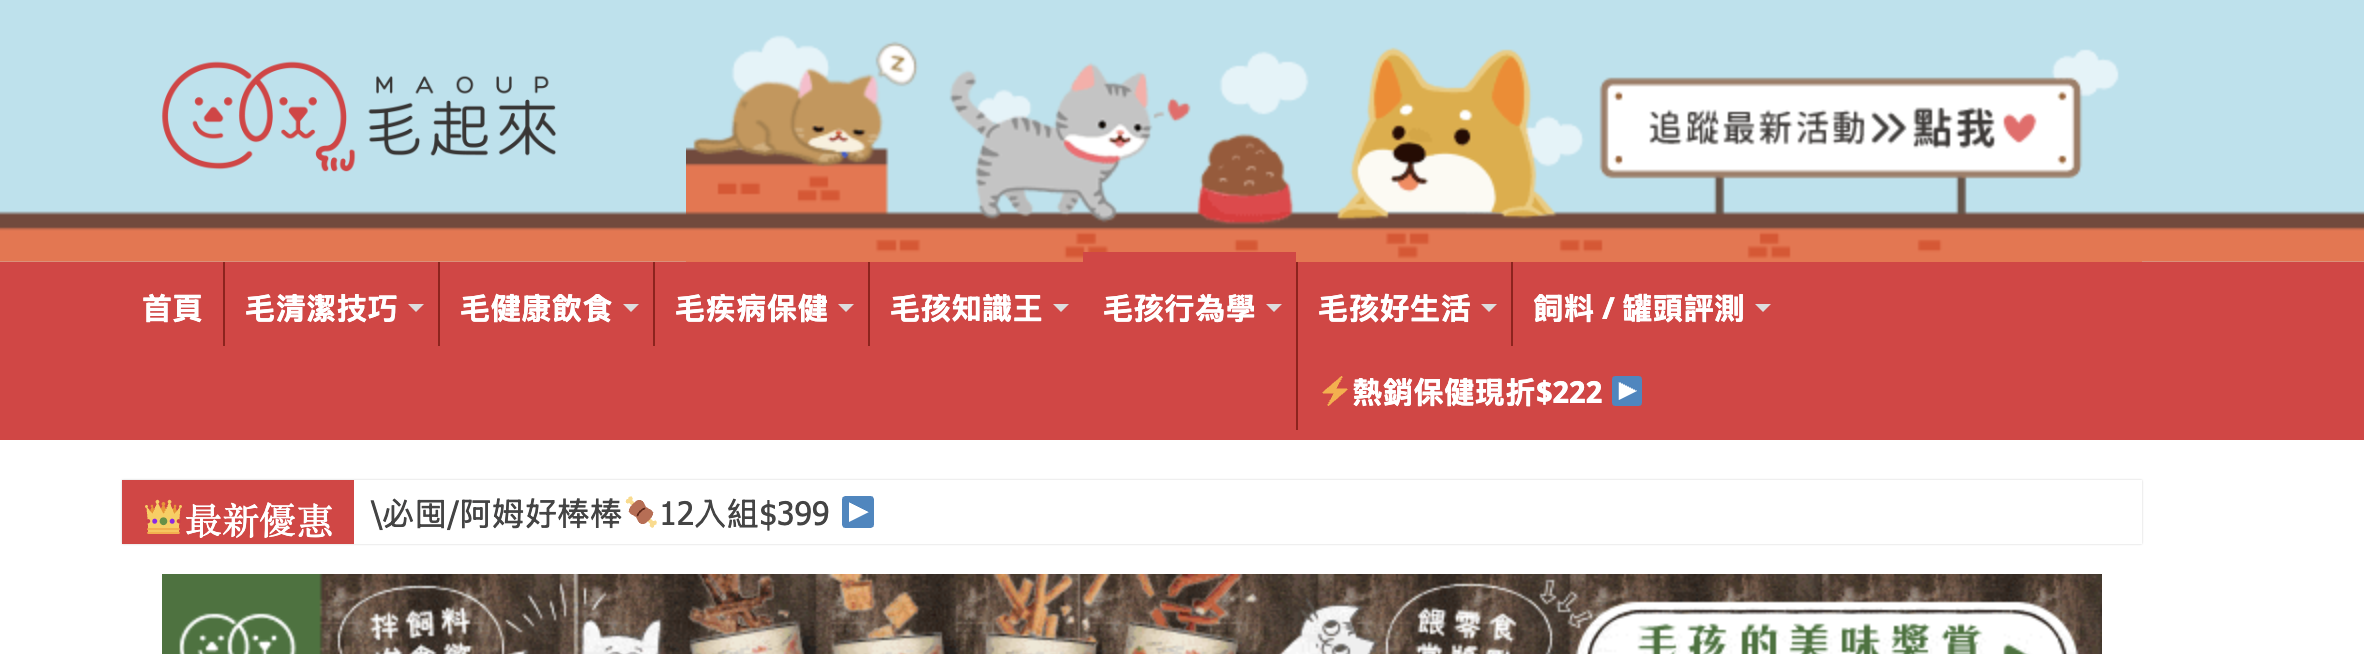 MAOUP
毛起來
追蹤最新活動>>點我
首頁 毛清潔技巧 毛健康飲食 毛疾病保健 毛孩知識王 毛孩行為學 毛孩好生活 飼料 / 罐頭評測
⚡熱銷保健現折$222 ▶️
👑最新優惠 \必囤/阿姆好棒棒🍖12入組$399 ▶️
拌飼料
餵零食
毛孩的美味獎賞